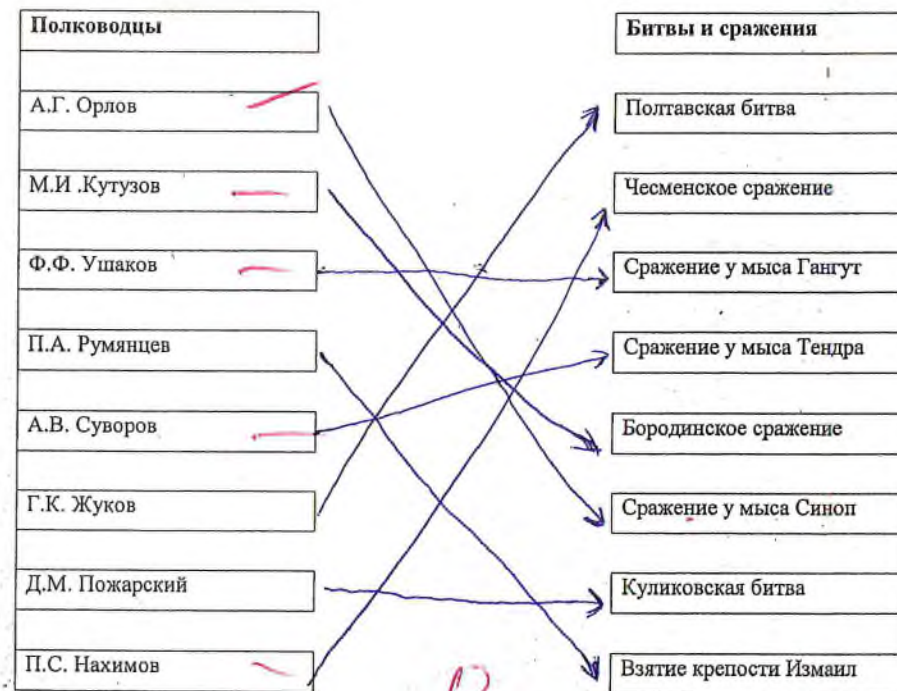 Полководцы
Битвы и сражения
А.Г. Орлов
Полтавская битва
М.И .Кутузов
Чесменское сражение
Ф.Ф. Ушаков
Сражение у мыса Гангут
П.А. Румянцев
Сражение у мыса Тендра
А.В. Суворов
Бородинское сражение
Г.К. Жуков
Сражение у мыса Синоп
Д.М. Пожарский
Куликовская битва
П.С. Нахимов
Взятие крепости Измаил